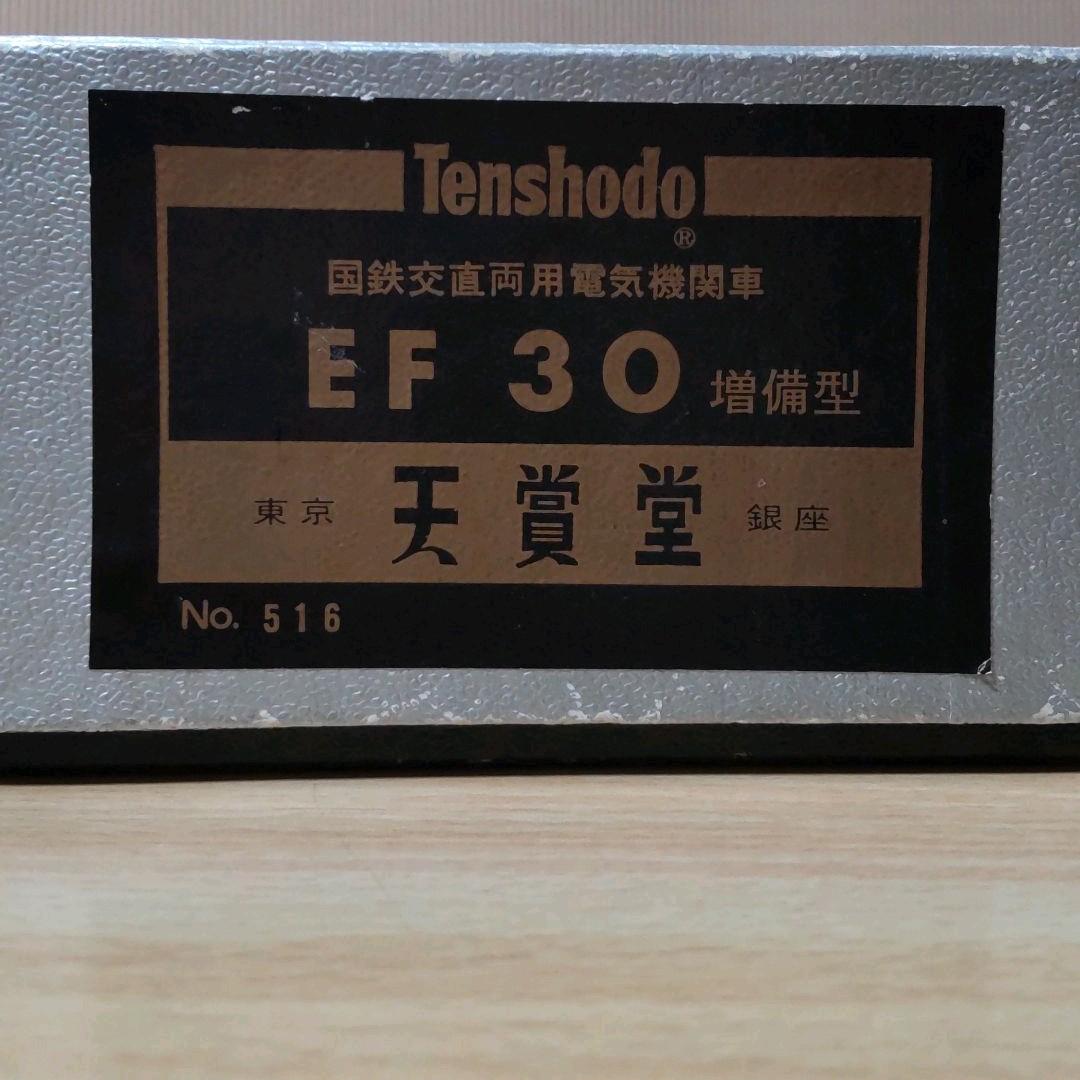 Tenshodo
®
国鉄交直両用電気機関車
EF 30 増備型
東京 天賞堂 銀座
No. 516